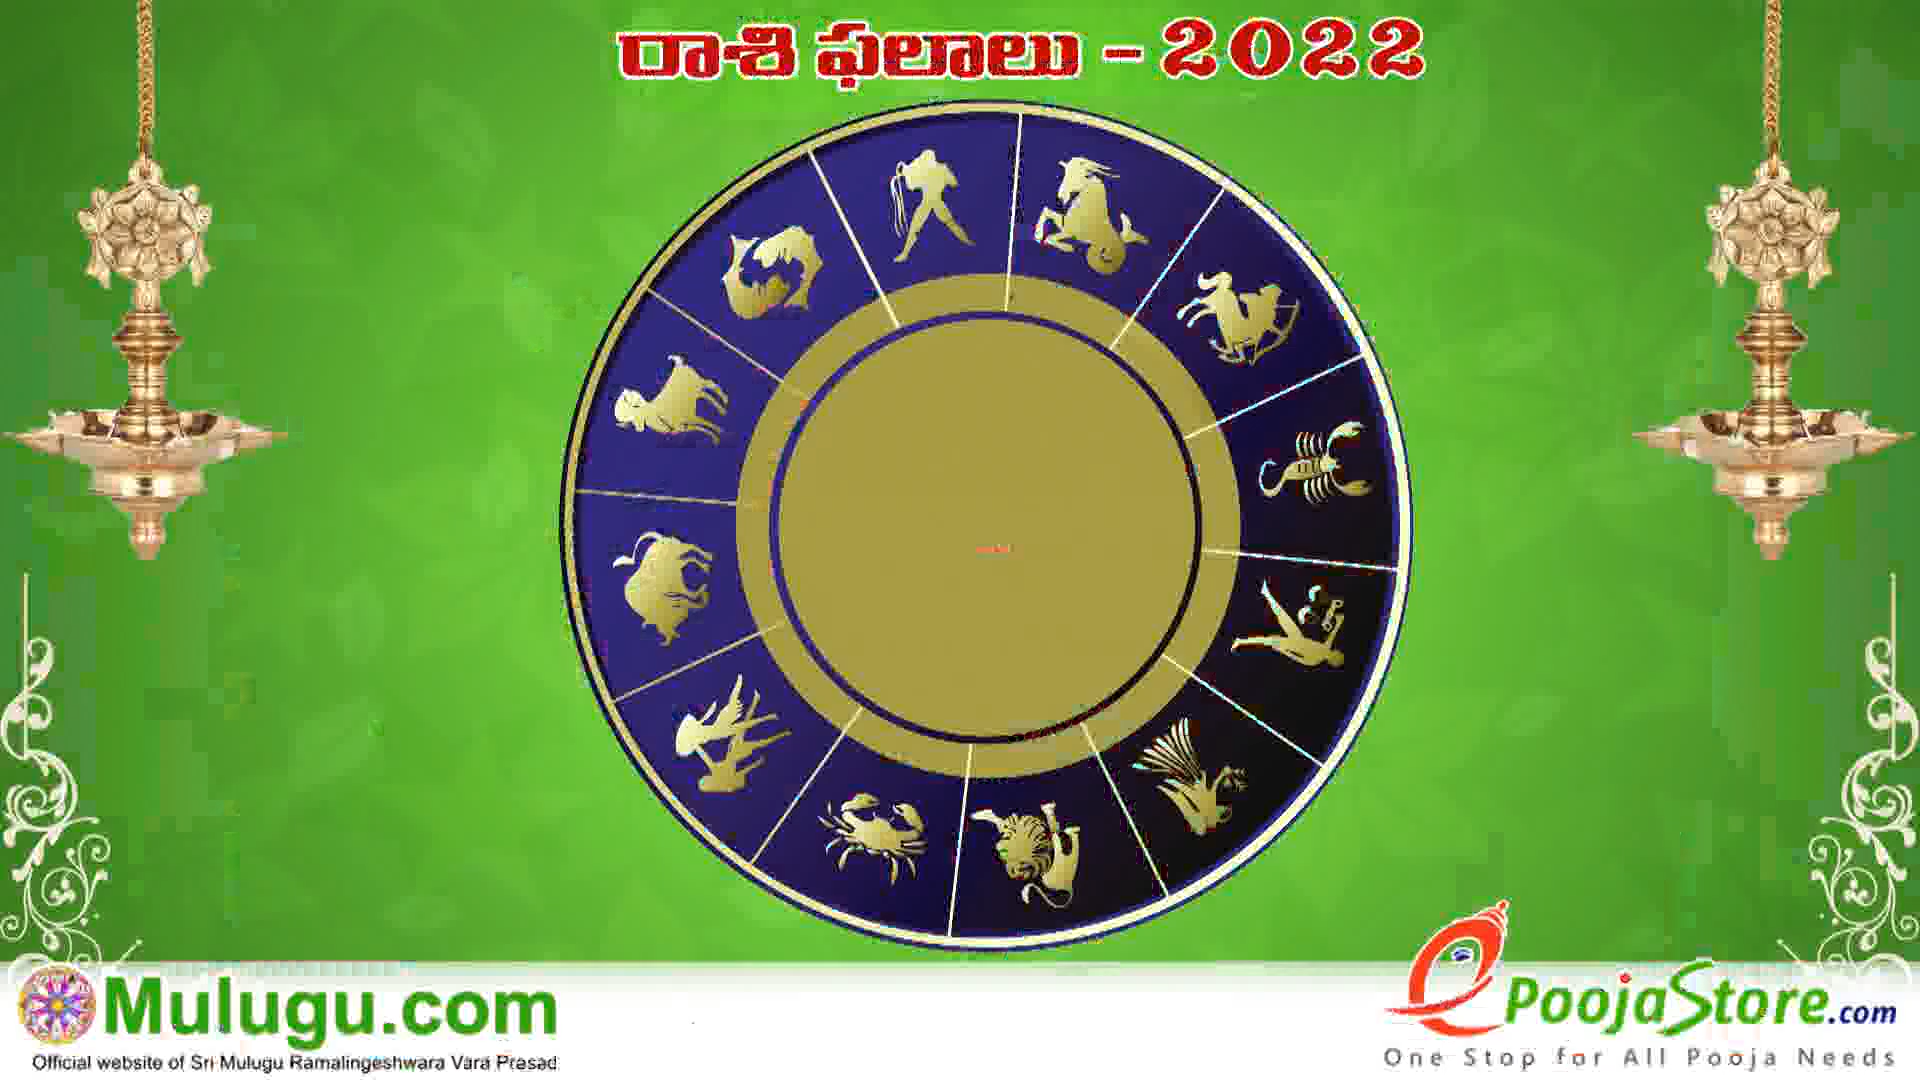 రాశి ఫలాలు - 2022
Mulugu.com
Official website of Sri Mulugu Ramalingeshwara Vara Prasad
ePoojaStore.com
One Stop for All Pooja Needs